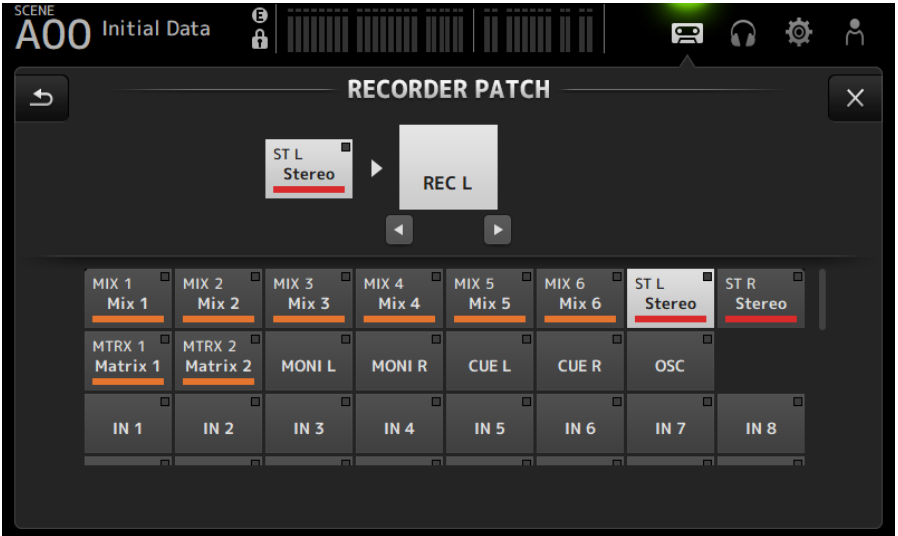 SCENE
A00 Initial Data
E
RECORDER PATCH
ST L
Stereo
REC L
MIX 1 MIX 2 MIX 3 MIX 4 MIX 5 MIX 6 ST L ST R
Mix 1 Mix 2 Mix 3 Mix 4 Mix 5 Mix 6 Stereo Stereo
MTRX 1 MTRX 2
Matrix 1 Matrix 2 MONI L MONI R CUE L CUE R OSC
IN 1 IN 2 IN 3 IN 4 IN 5 IN 6 IN 7 IN 8